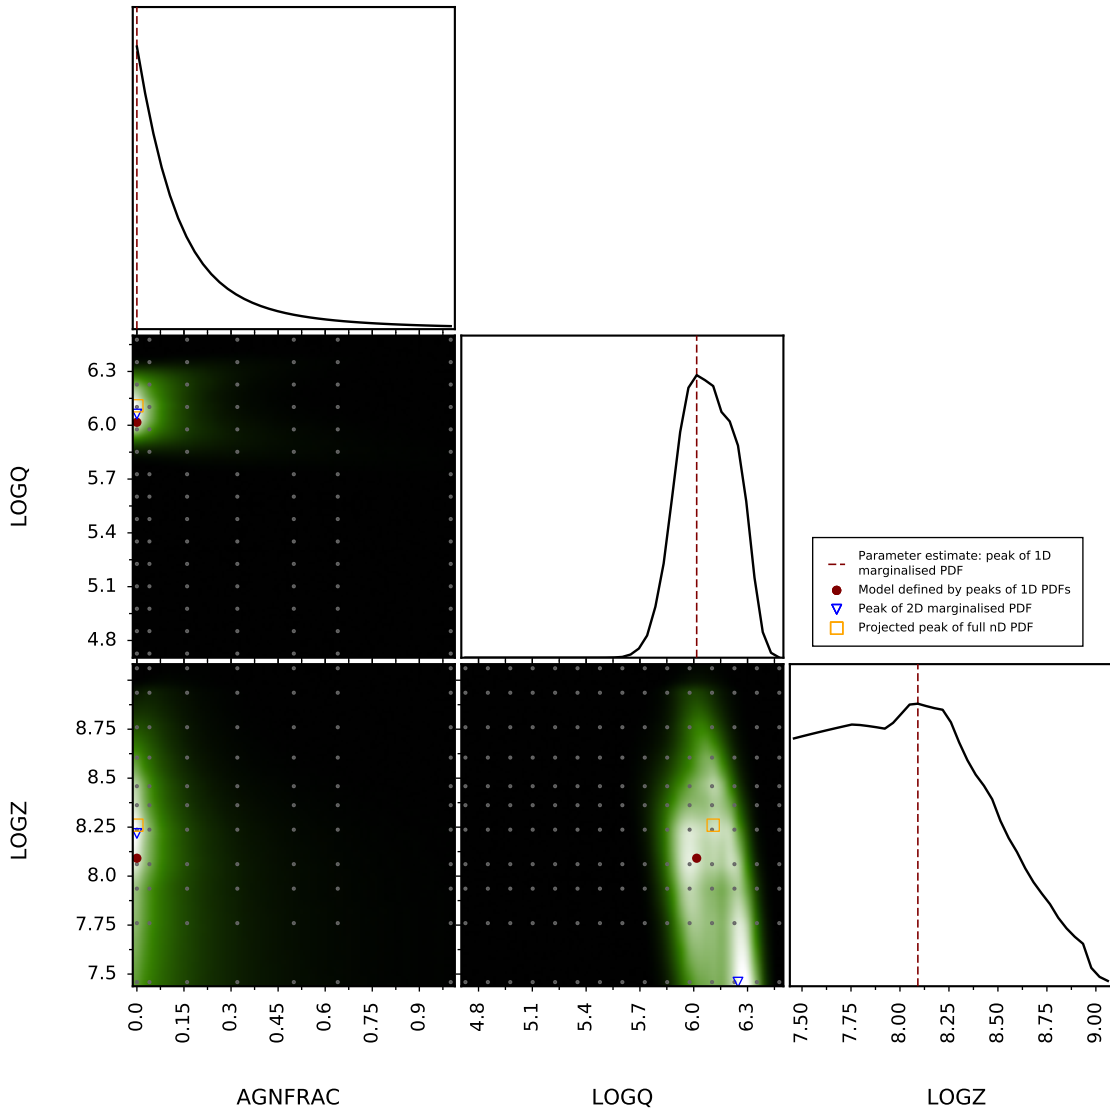 6.3
6.0
5.7
5.4
5.1
4.8
LOGQ
Parameter estimate: peak of 1D
marginalised PDF
Model defined by peaks of 1D PDFs
Peak of 2D marginalised PDF
Projected peak of full nD PDF
8.75
8.5
8.25
8.0
7.75
7.5
LOGZ
0.0 0.15 0.3 0.45 0.6 0.75 0.9
4.8 5.1 5.4 5.7 6.0 6.3
7.50 7.75 8.00 8.25 8.50 8.75 9.00
AGNFRAC LOGQ LOGZ